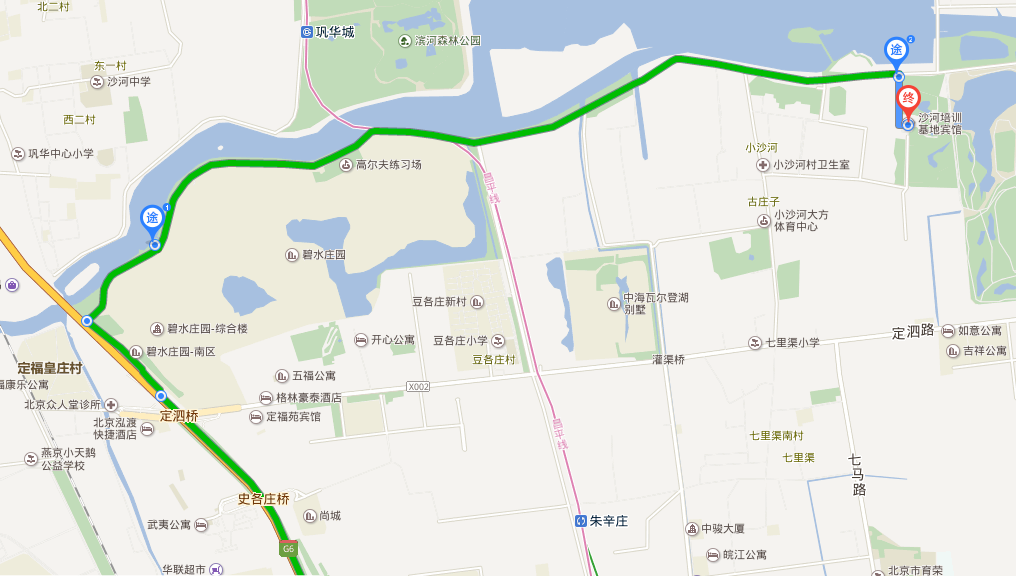 北二村
巩华城
滨河森林公园
途
2
东一村
沙河中学
终
沙河培训
基地宾馆
西二村
巩华中心小学
高尔夫练习场
小沙河
小沙河村卫生室
昌平线
途
1
古庄子
小沙河大方
体育中心
碧水庄园
豆各庄新村
中海瓦尔登湖
别墅
碧水庄园-综合楼
碧水庄园-南区
开心公寓
豆各庄小学
豆各庄村
灌渠桥
七里渠小学
定泗路
如意公寓
吉祥公寓
定福皇庄村
福康乐公寓
五福公寓
X002
格林豪泰酒店
北京众人堂诊所
定泗桥
定福苑宾馆
北京泓渡
快捷酒店
昌平线
七里渠南村
七里渠
七马路
燕京小天鹅
公益学校
史各庄桥
武夷公寓
尚城
朱辛庄
中骏大厦
G6
皖江公寓
华联超市
北京市育荣